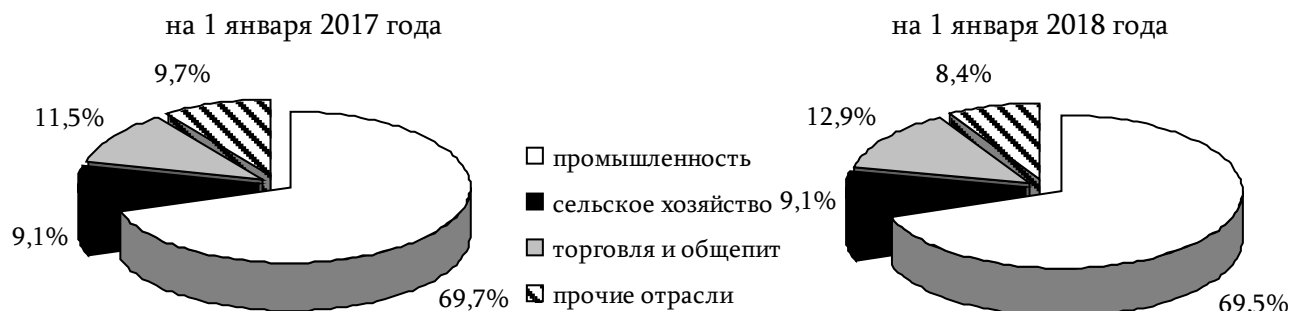 на 1 января 2017 года
на 1 января 2018 года
9,7%
11,5%
9,1%
69,7%
промышленность
сельское хозяйство
торговля и общепит
прочие отрасли
8,4%
12,9%
9,1%
69,5%